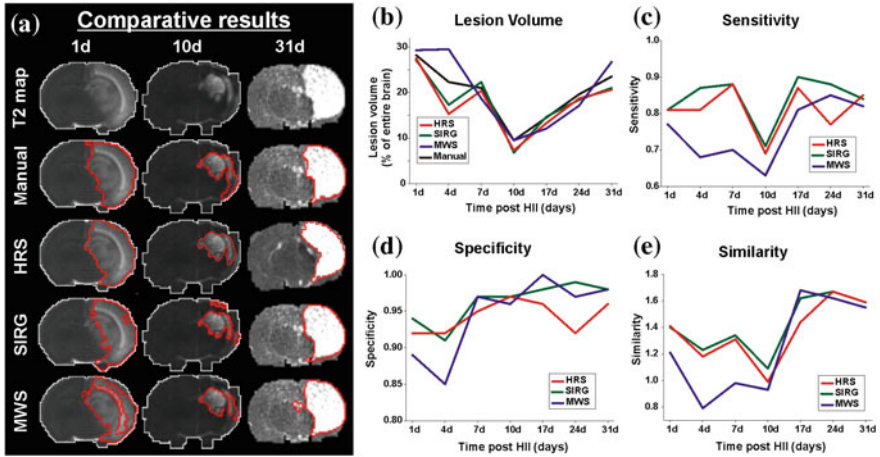 (a) Comparative results
1d 10d 31d
T2 map
Manual
HRS
SIRG
MWS
(b) Lesion Volume
Lesion volume
(% of entire brain)
30
20
10
0
HRS
SIRG
MWS
Manual
1d 4d 7d 10d 17d 24d 31d
Time post HII (days)
(c) Sensitivity
Sensitivity
1.0
0.9
0.8
0.7
0.6
HRS
SIRG
MWS
1d 4d 7d 10d 17d 24d 31d
Time post HII (days)
(d) Specificity
Specificity
1.00
0.95
0.90
0.85
0.80
HRS
SIRG
MWS
1d 4d 7d 10d 17d 24d 31d
Time post HII (days)
(e) Similarity
Similarity
1.8
1.6
1.4
1.2
1.0
0.8
HRS
SIRG
MWS
1d 4d 7d 10d 17d 24d 31d
Time post HII (days)